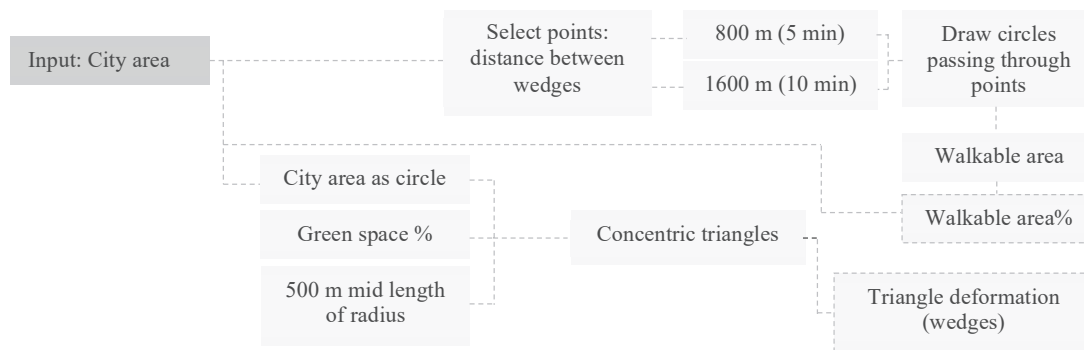 Input: City area
Select points:
distance between
wedges
800 m (5 min)
1600 m (10 min)
Draw circles
passing through
points
Walkable area
Walkable area%
City area as circle
Green space %
500 m mid length
of radius
Concentric triangles
Triangle deformation
(wedges)